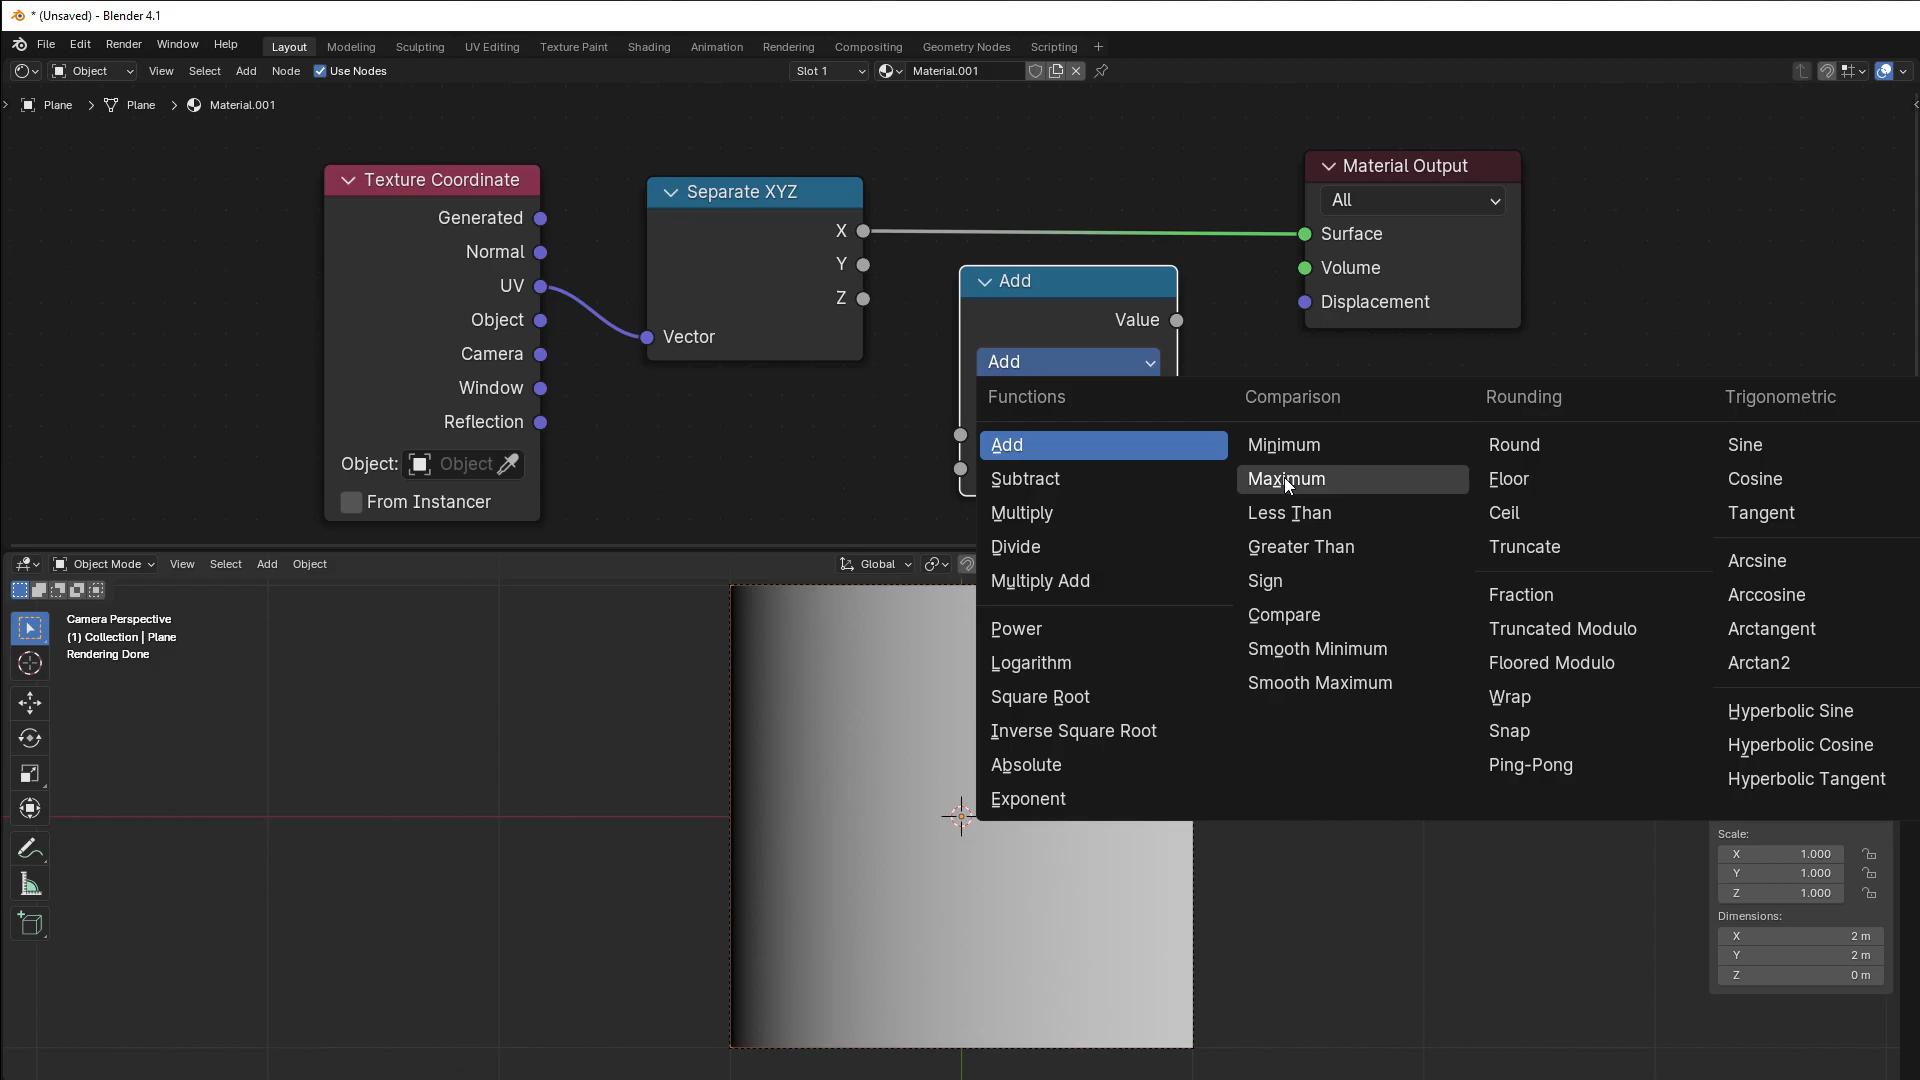 * (Unsaved) - Blender 4.1
File Edit Render Window Help Layout Modeling Sculpting UV Editing Texture Paint Shading Animation Rendering Compositing Geometry Nodes Scripting +
Object View Select Add Node Use Nodes Slot 1 Material.001
Plane Plane Material.001
Texture Coordinate
Generated
Normal
UV
Object
Camera
Window
Reflection
Object: Object
From Instancer
Separate XYZ
X
Y
Z
Vector
Add
Value
Add
Material Output
All
Surface
Volume
Displacement
Functions
Add
Subtract
Multiply
Divide
Multiply Add
Power
Logarithm
Square Root
Inverse Square Root
Absolute
Exponent
Comparison
Minimum
Maximum
Less Than
Greater Than
Sign
Compare
Smooth Minimum
Smooth Maximum
Rounding
Round
Floor
Ceil
Truncate
Fraction
Truncated Modulo
Floored Modulo
Wrap
Snap
Ping-Pong
Trigonometric
Sine
Cosine
Tangent
Arcsine
Arccosine
Arctangent
Arctan2
Hyperbolic Sine
Hyperbolic Cosine
Hyperbolic Tangent
Object Mode View Select Add Object Global
Camera Perspective
(1) Collection | Plane
Rendering Done
Scale:
X 1.000
Y 1.000
Z 1.000
Dimensions:
X 2 m
Y 2 m
Z 0 m